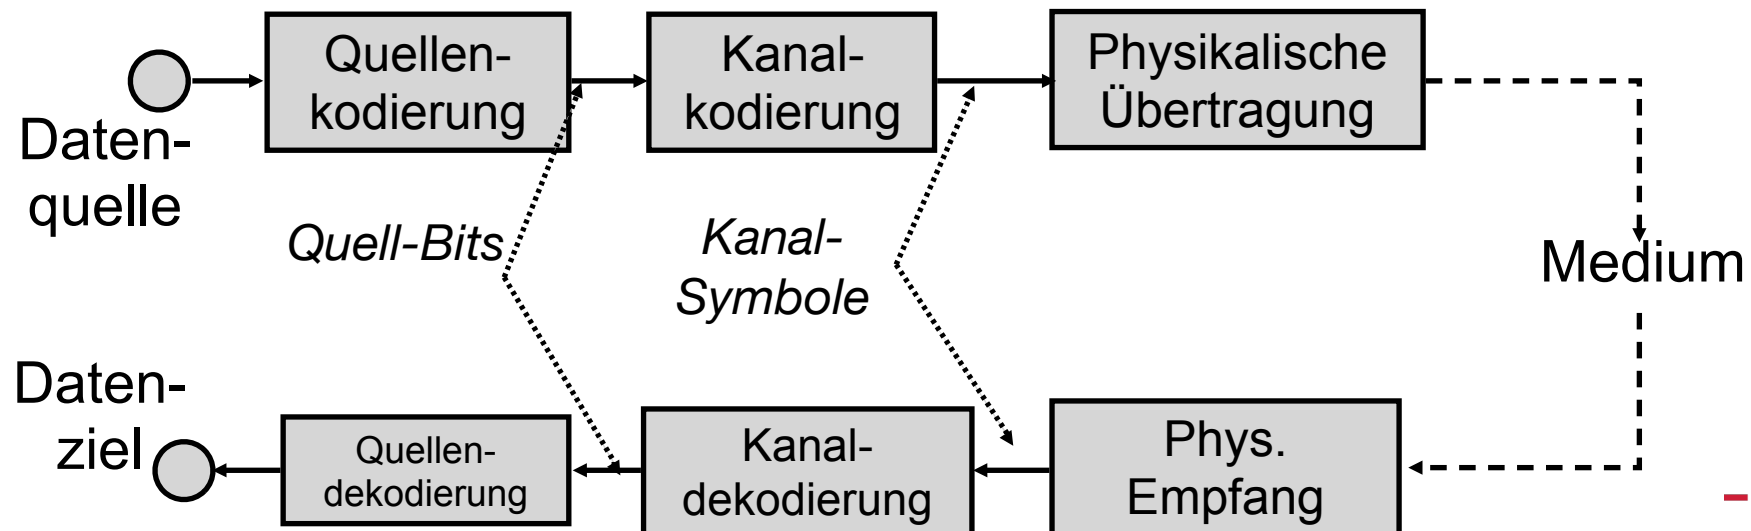 Quellen-
kodierung
Kanal-
kodierung
Physikalische
Übertragung
Daten-
quelle
Quell-Bits
Kanal-
Symbole
Medium
Daten-
ziel
Quellen-
dekodierung
Kanal-
dekodierung
Phys.
Empfang